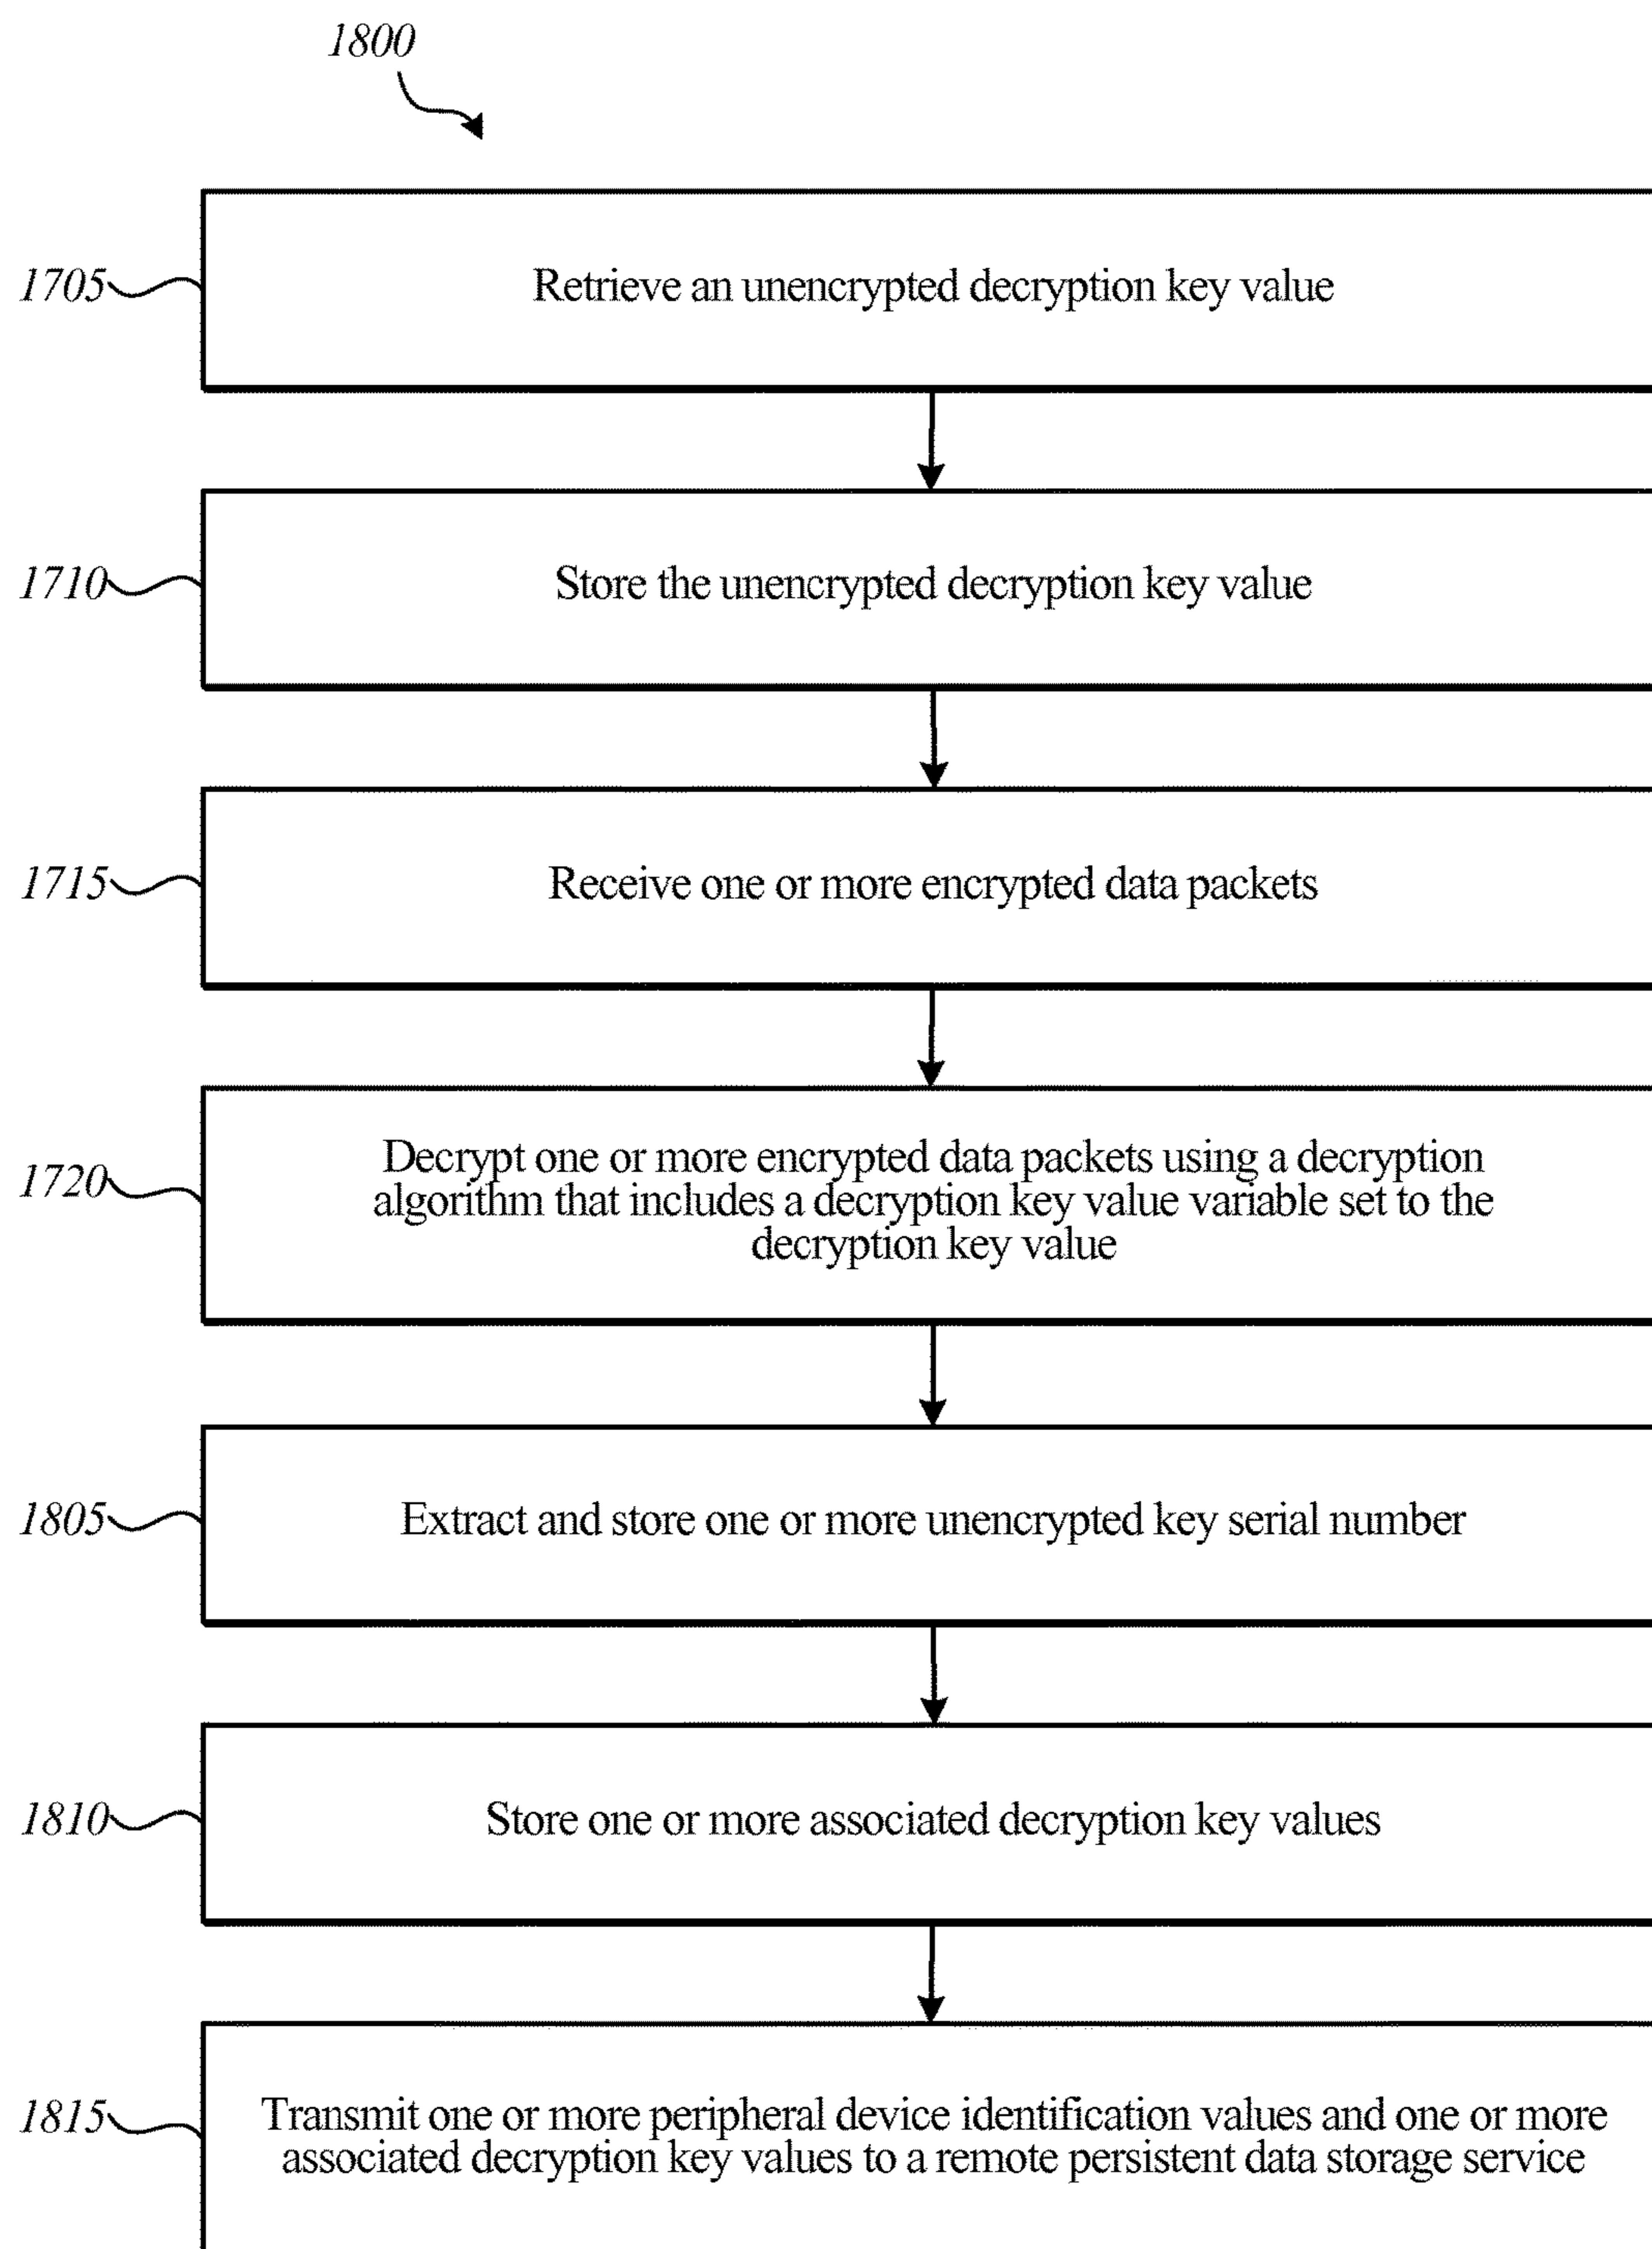 1800
1705
Retrieve an unencrypted decryption key value
1710
Store the unencrypted decryption key value
1715
Receive one or more encrypted data packets
1720
Decrypt one or more encrypted data packets using a decryption
algorithm that includes a decryption key value variable set to the
decryption key value
1805
Extract and store one or more unencrypted key serial number
1810
Store one or more associated decryption key values
1815
Transmit one or more peripheral device identification values and one or more
associated decryption key values to a remote persistent data storage service